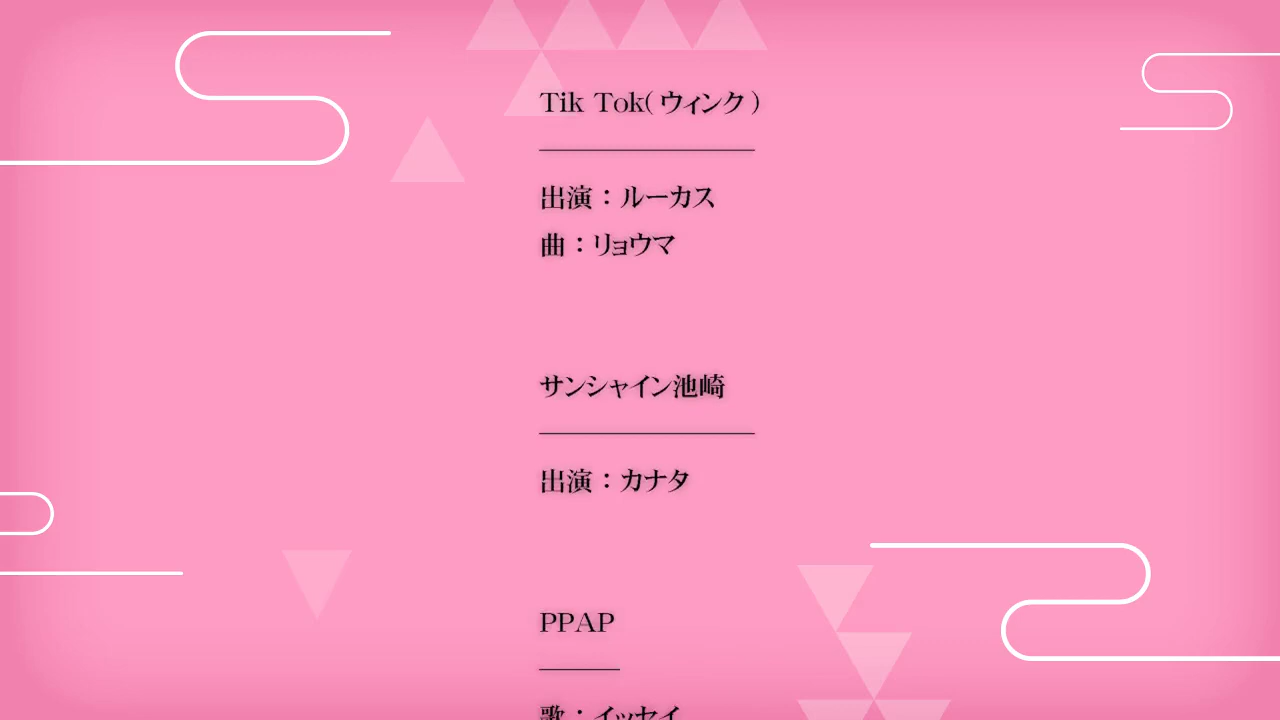 Tik Tok(ウィンク)
出演：ルーカス
曲：リョウマ
サンシャイン池崎
出演：カナタ
PPAP
歌：イッセイ